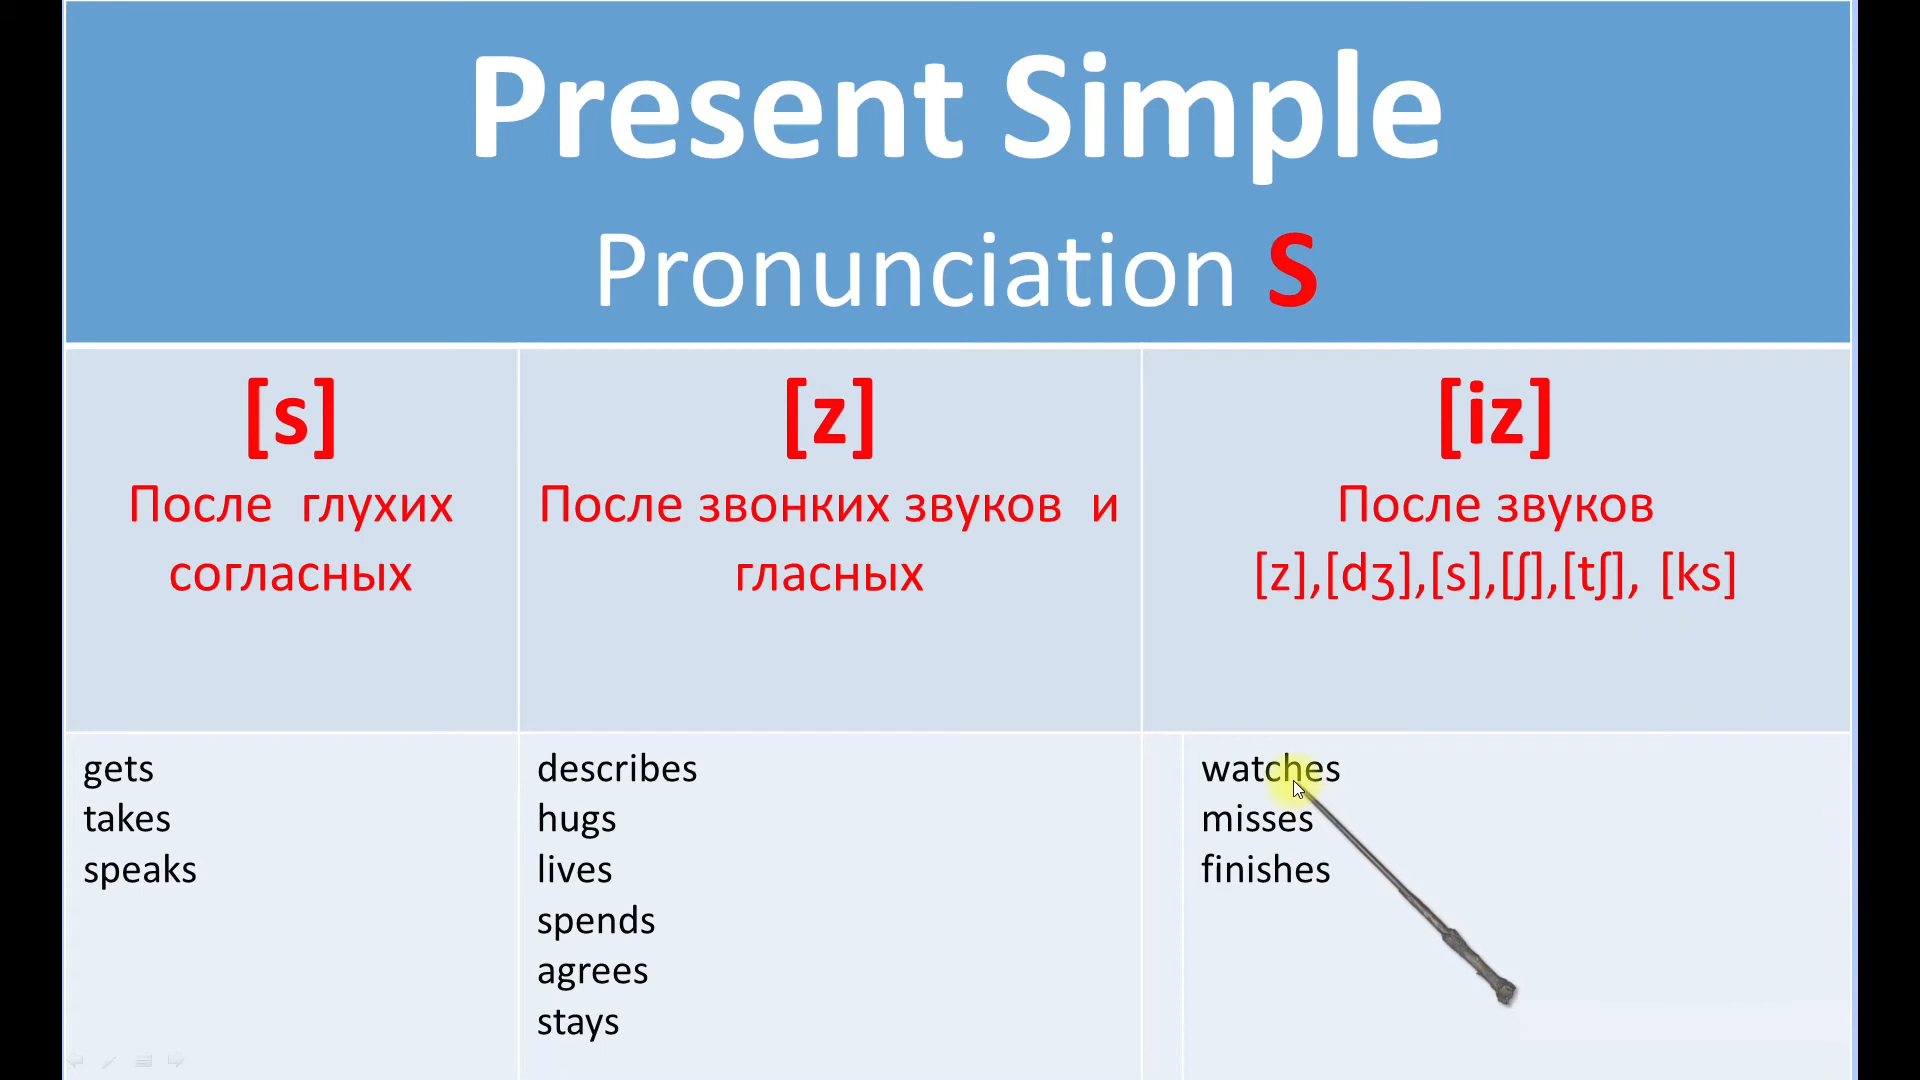 Present Simple
Pronunciation S
[s]
После глухих
согласных
[z]
После звонких звуков и
гласных
[iz]
После звуков
[z],[dʒ],[s],[ʃ],[tʃ], [ks]
gets
takes
speaks
describes
hugs
lives
spends
agrees
stays
watches
misses
finishes